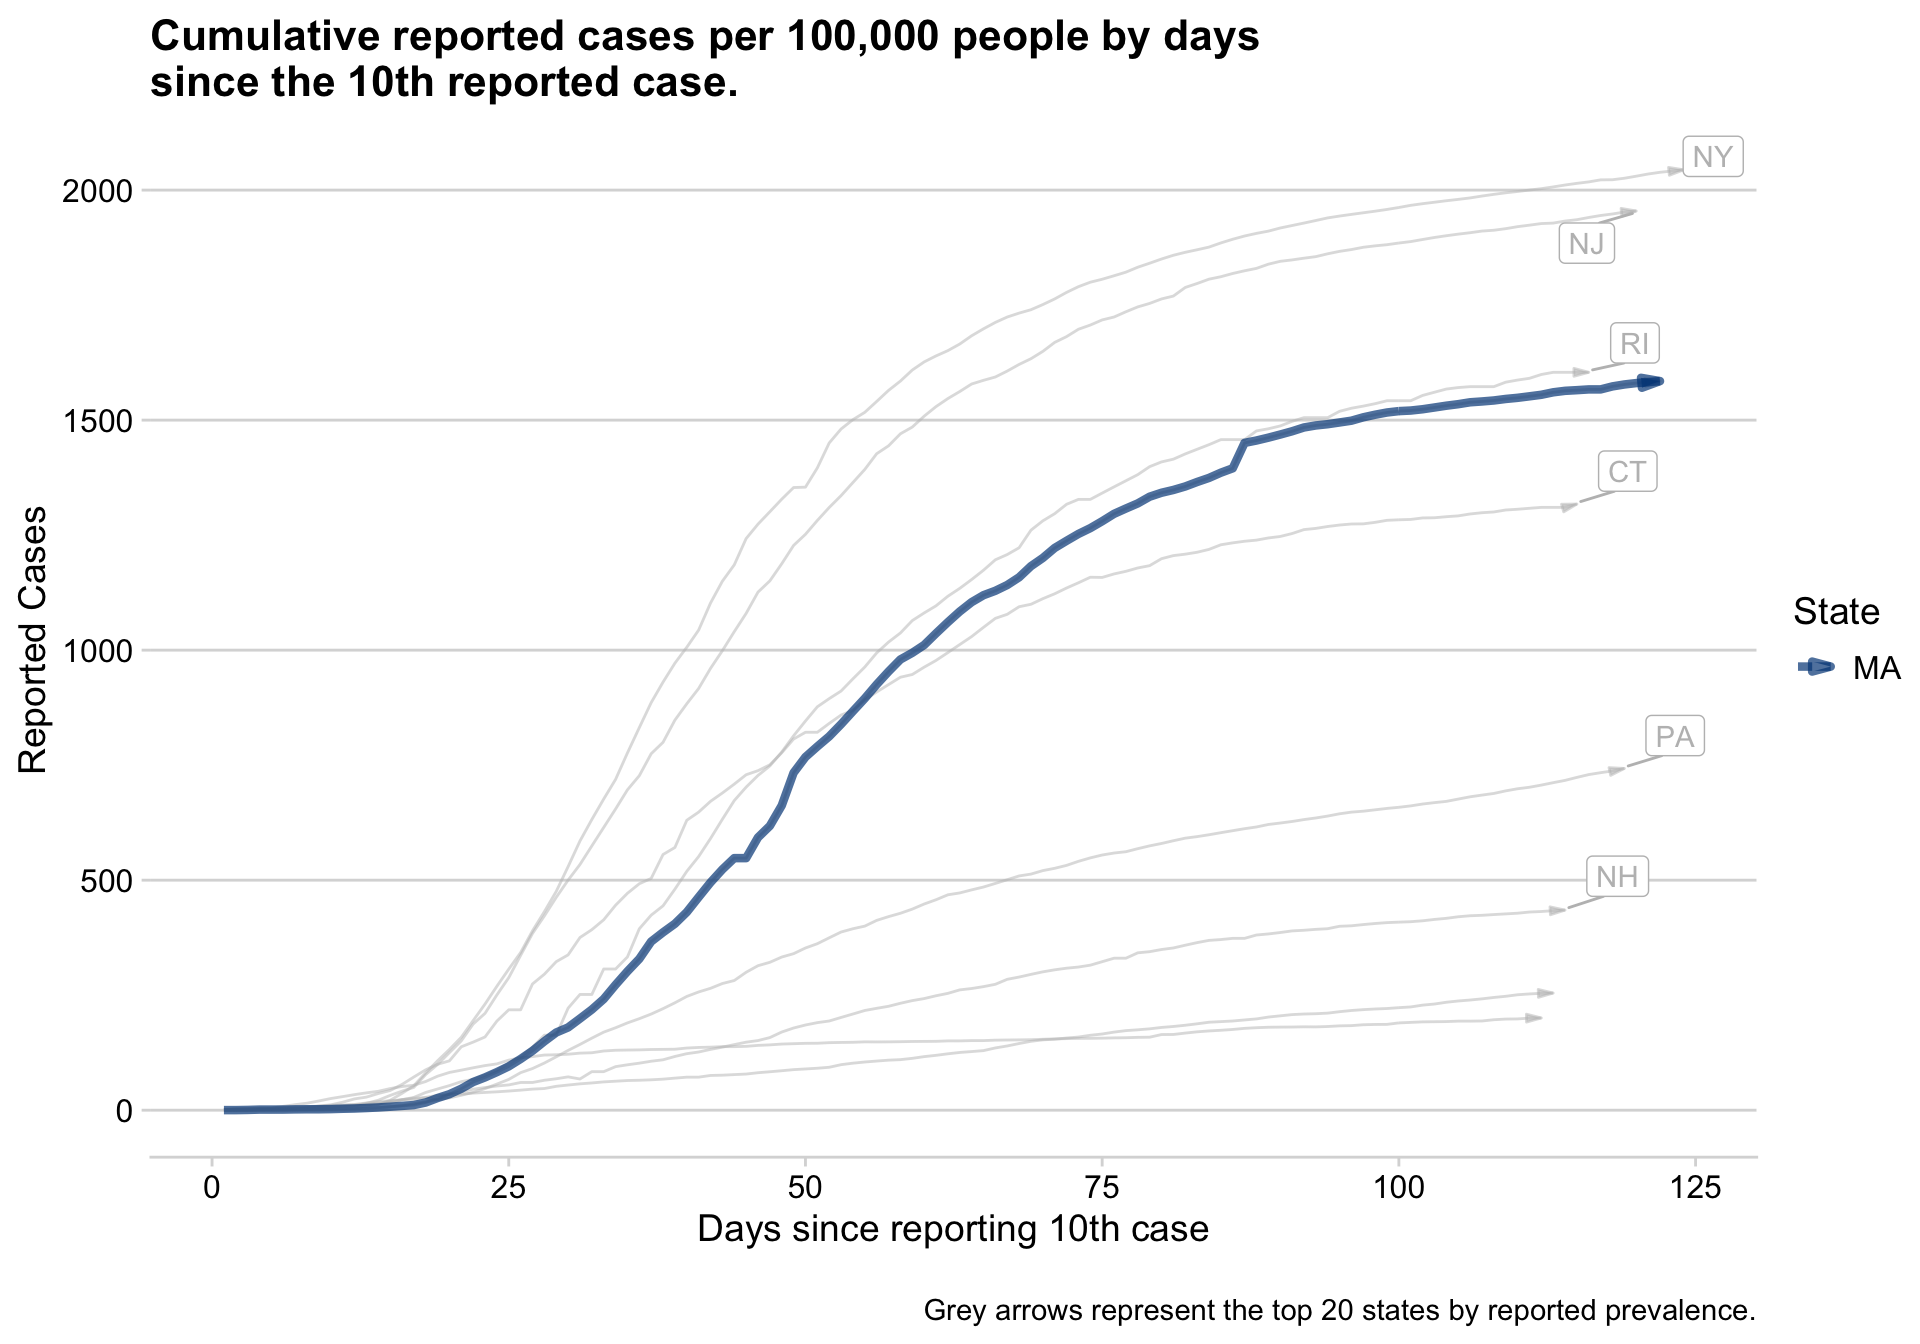 Cumulative reported cases per 100,000 people by days
since the 10th reported case.
NY
2000
NJ
RI
1500
CT
Reported Cases
State
1000
MA
PA
500
NH
0
0 25 50 75 100 125
Days since reporting 10th case
Grey arrows represent the top 20 states by reported prevalence.